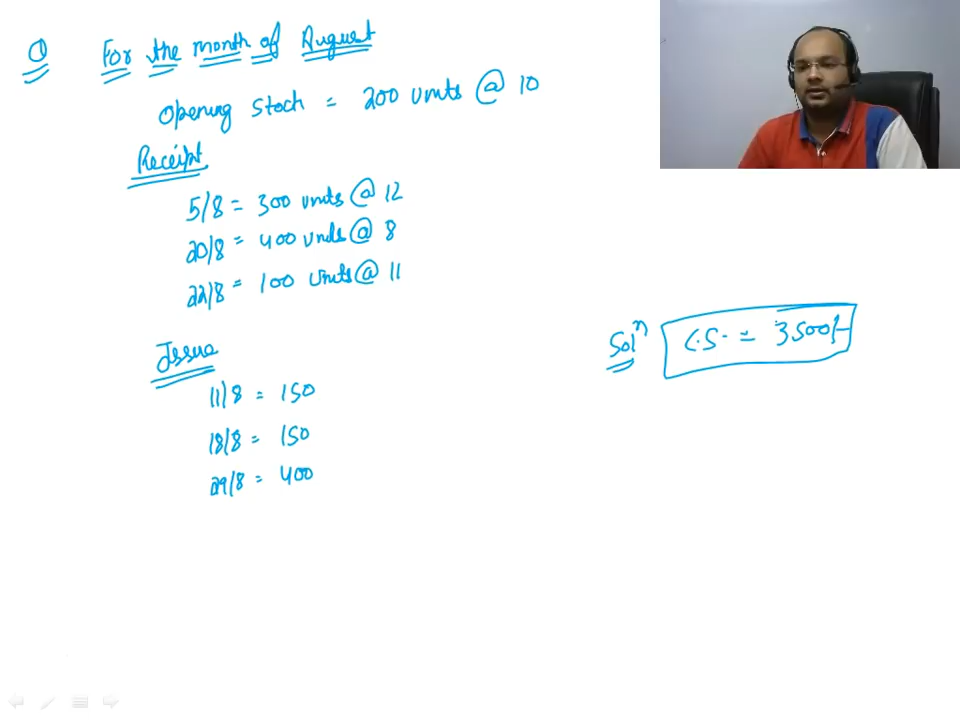 Q For the month of August
Opening Stock = 200 units @ 10
Receipt
5/8 = 300 units @ 12
20/8 = 400 units @ 8
22/8 = 100 units @ 11
Issue
11/8 = 150
18/8 = 150
29/8 = 400
Solⁿ C.S. = 3500/-